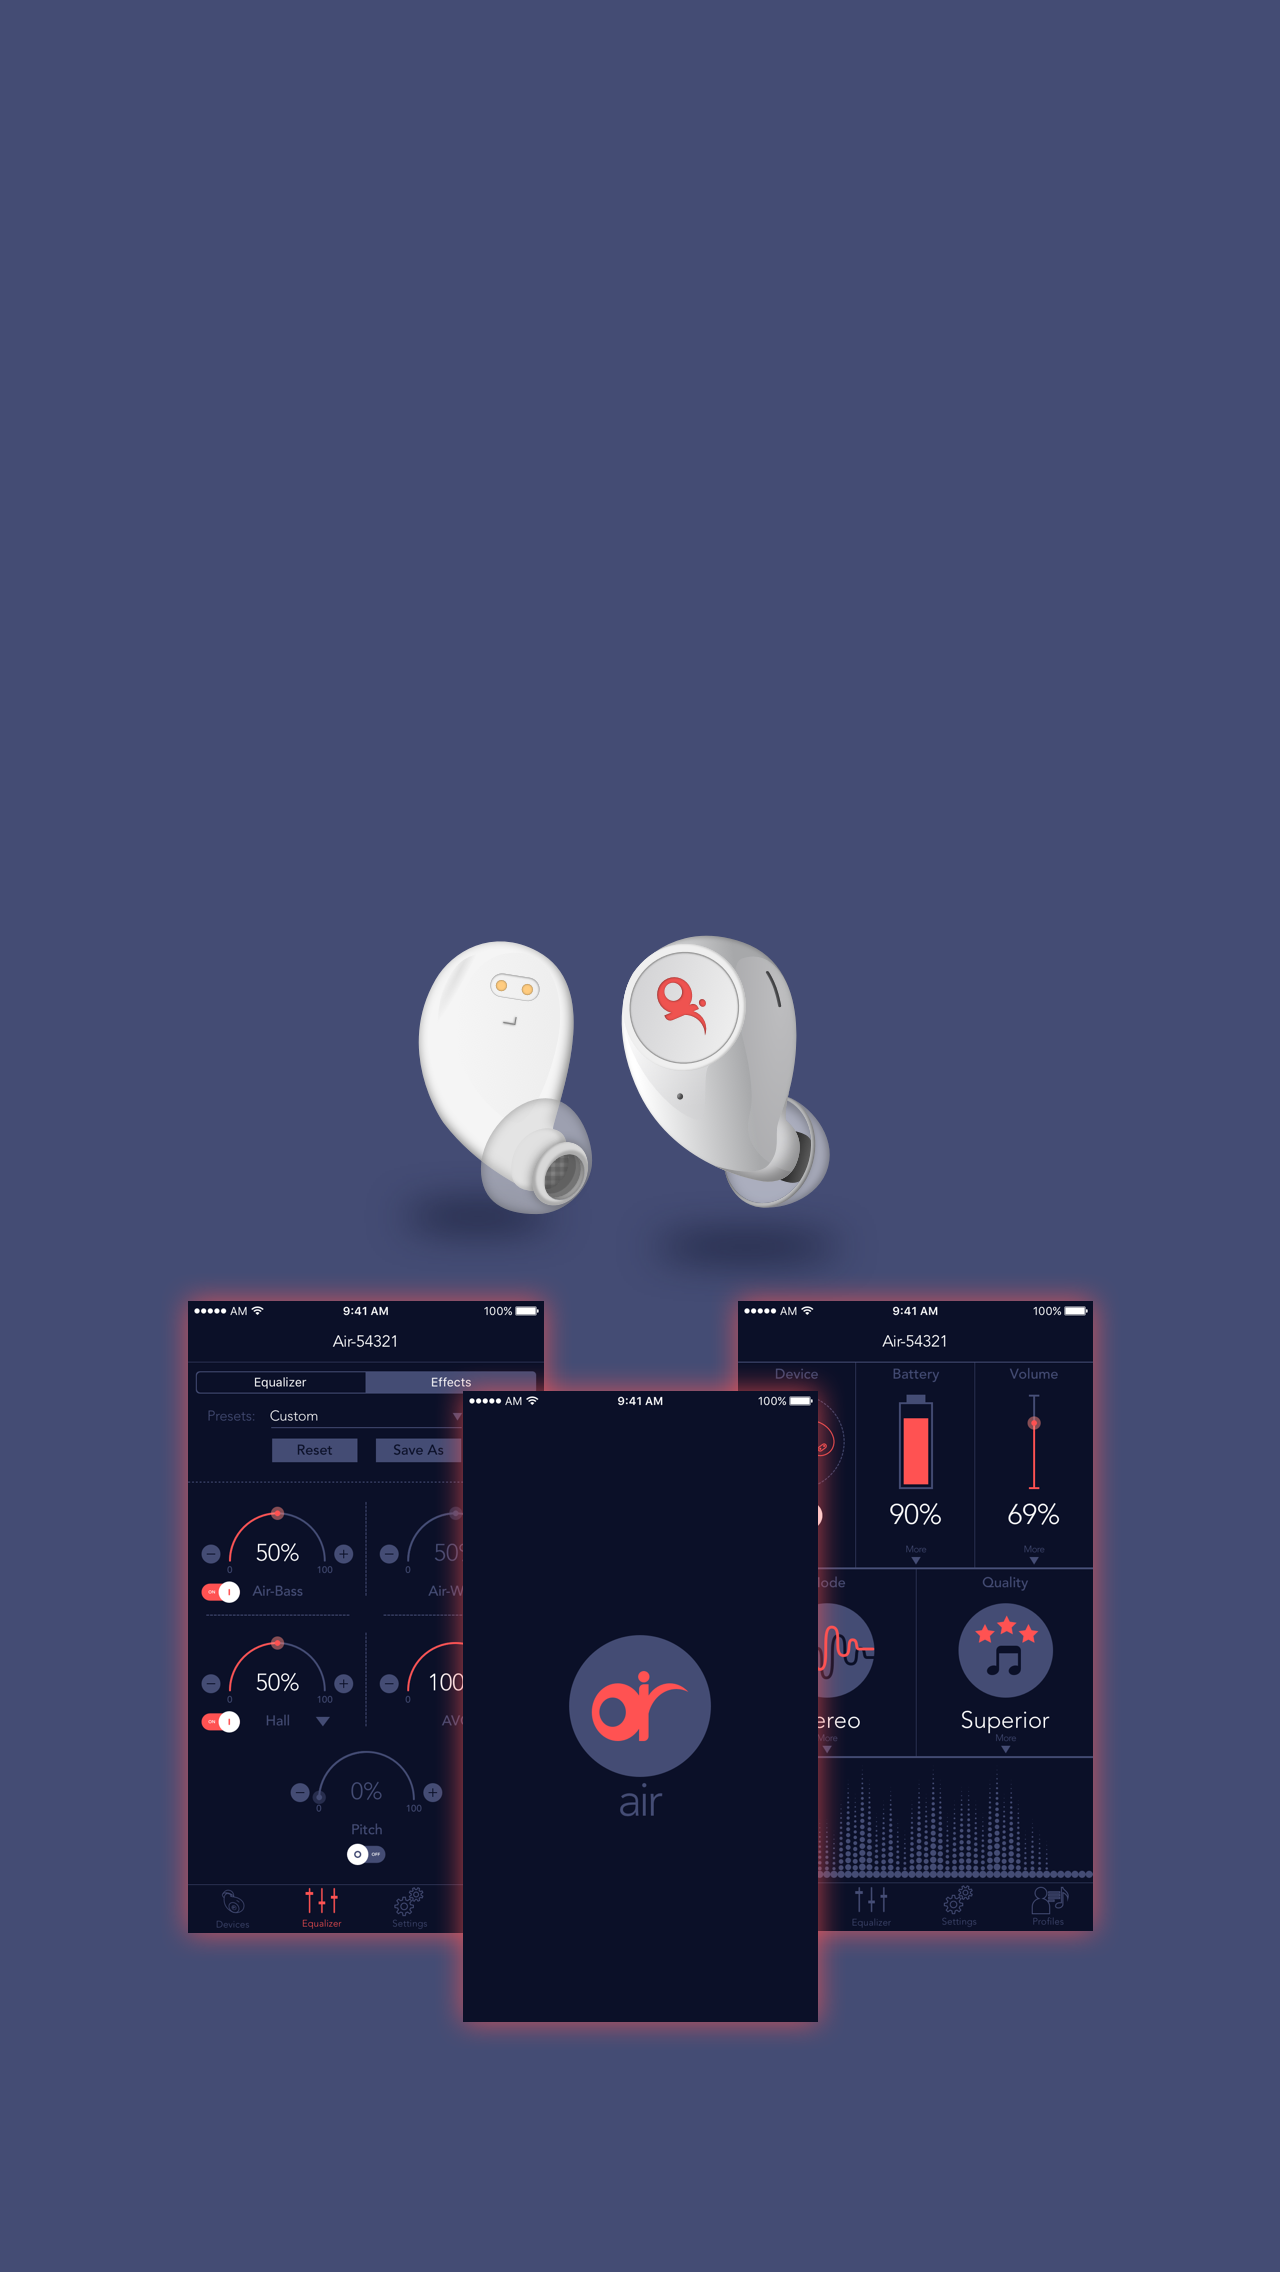 L
AM 9:41 AM 100%
Air-54321
Equalizer Effects
Presets: Custom
Reset Save As
50%
0 100
ON Air-Bass
50%
0
Air-W
50%
0 100
ON Hall
100
0
AV
0%
0 100
Pitch
OFF
Devices Equalizer Settings
AM 9:41 AM 100%
air
air
AM 9:41 AM 100%
Air-54321
Device Battery Volume
90% 69%
More More
ode Quality
ereo Superior
More More
Equalizer Settings Profiles